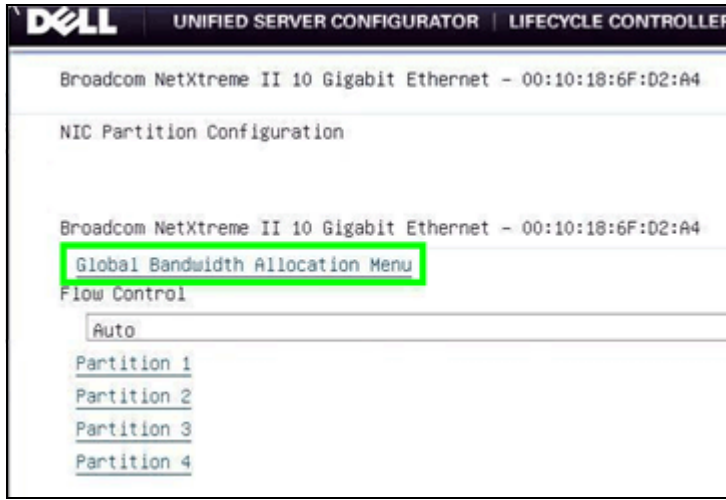 DELL UNIFIED SERVER CONFIGURATOR | LIFECYCLE CONTROLLER
Broadcom NetXtreme II 10 Gigabit Ethernet - 00:10:18:6F:D2:A4
NIC Partition Configuration
Broadcom NetXtreme II 10 Gigabit Ethernet - 00:10:18:6F:D2:A4
Global Bandwidth Allocation Menu
Flow Control
Auto
Partition 1
Partition 2
Partition 3
Partition 4